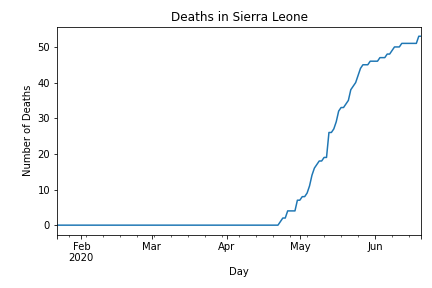 Deaths in Sierra Leone
50
40
30
20
10
0
Number of Deaths
Feb
2020
Mar
Apr
May
Jun
Day